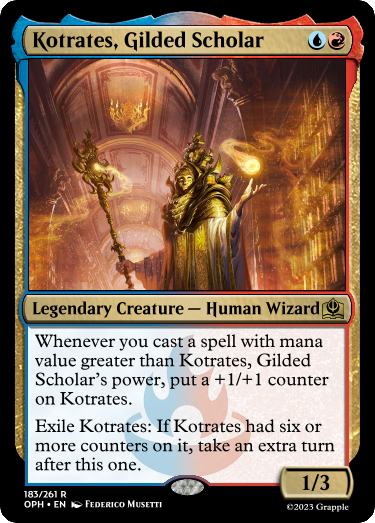 Kotrates, Gilded Scholar
Legendary Creature — Human Wizard
Whenever you cast a spell with mana
value greater than Kotrates, Gilded
Scholar's power, put a +1/+1 counter
on Kotrates.
Exile Kotrates: If Kotrates had six or
more counters on it, take an extra turn
after this one.
1/3
183/261 R
OPH • EN Federico Musetti
©2023 Grapple